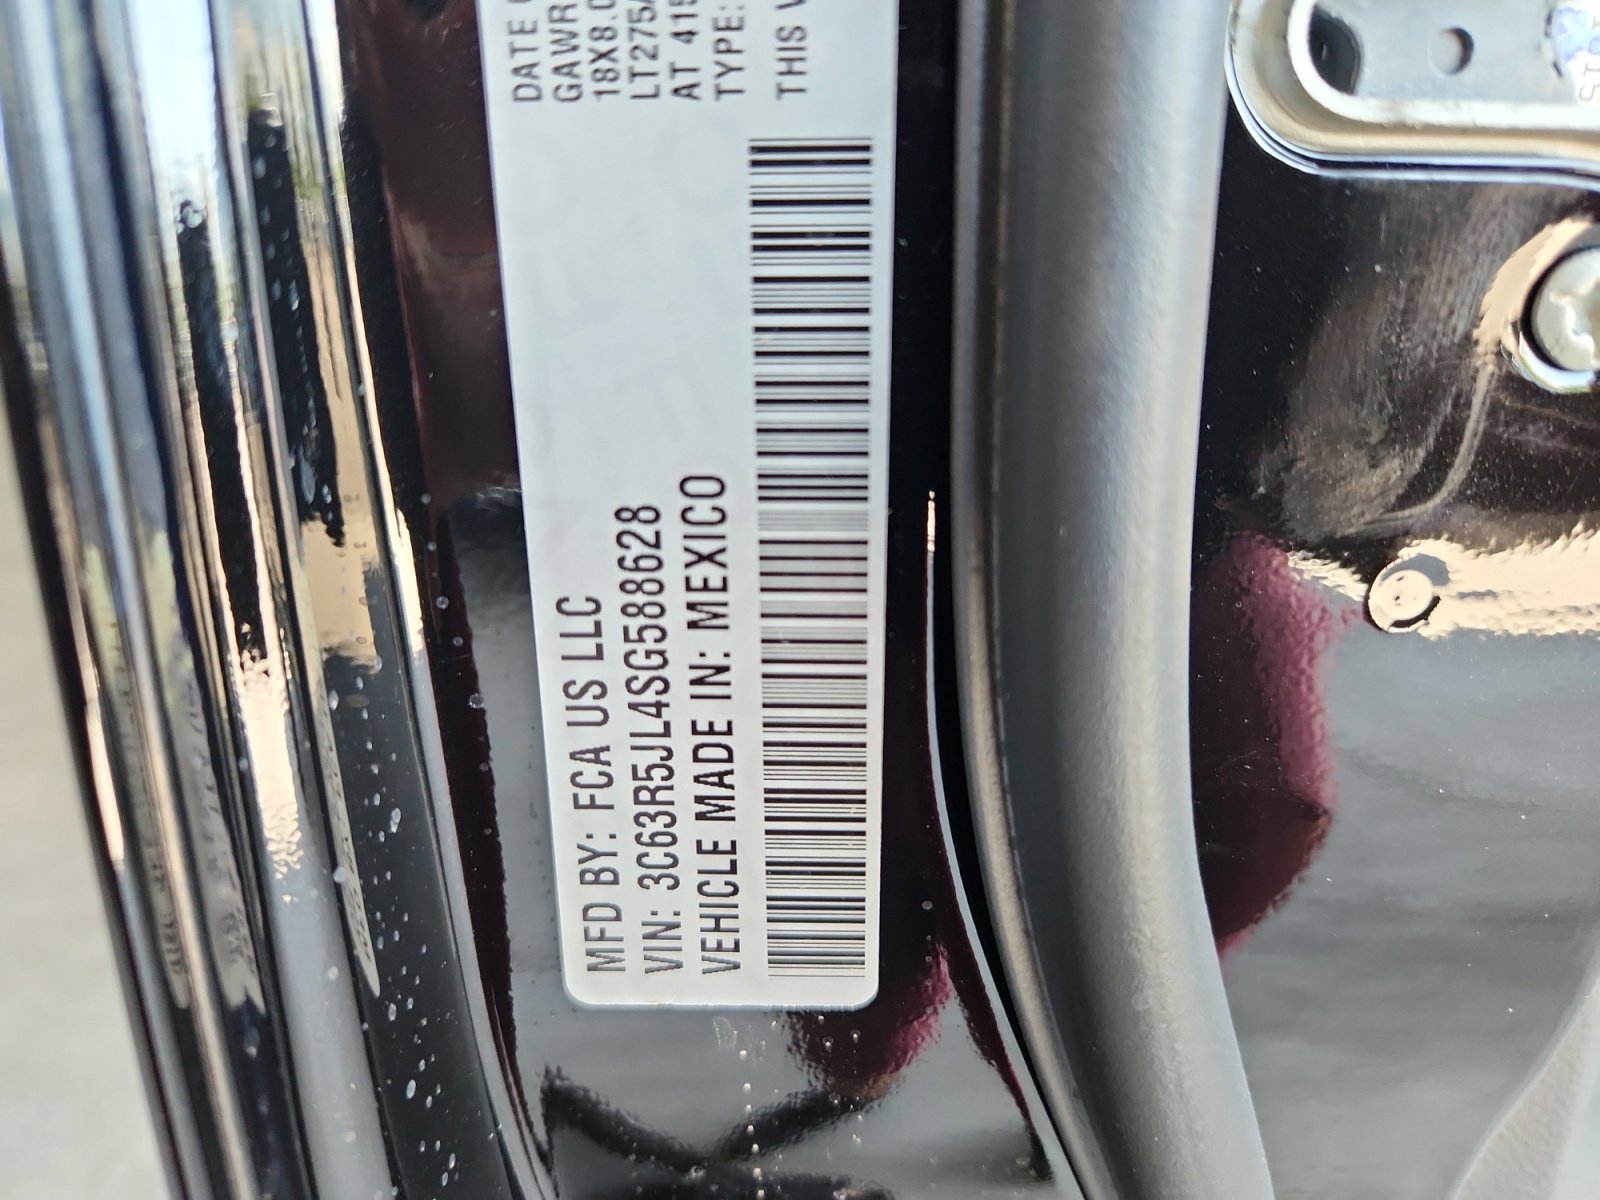 MFD BY: FCA US LLC
VIN: 3C63R5JL4SG588628
VEHICLE MADE IN: MEXICO
DATE
GAWR
18X8.0
LT275/
AT 415
TYPE:
THIS